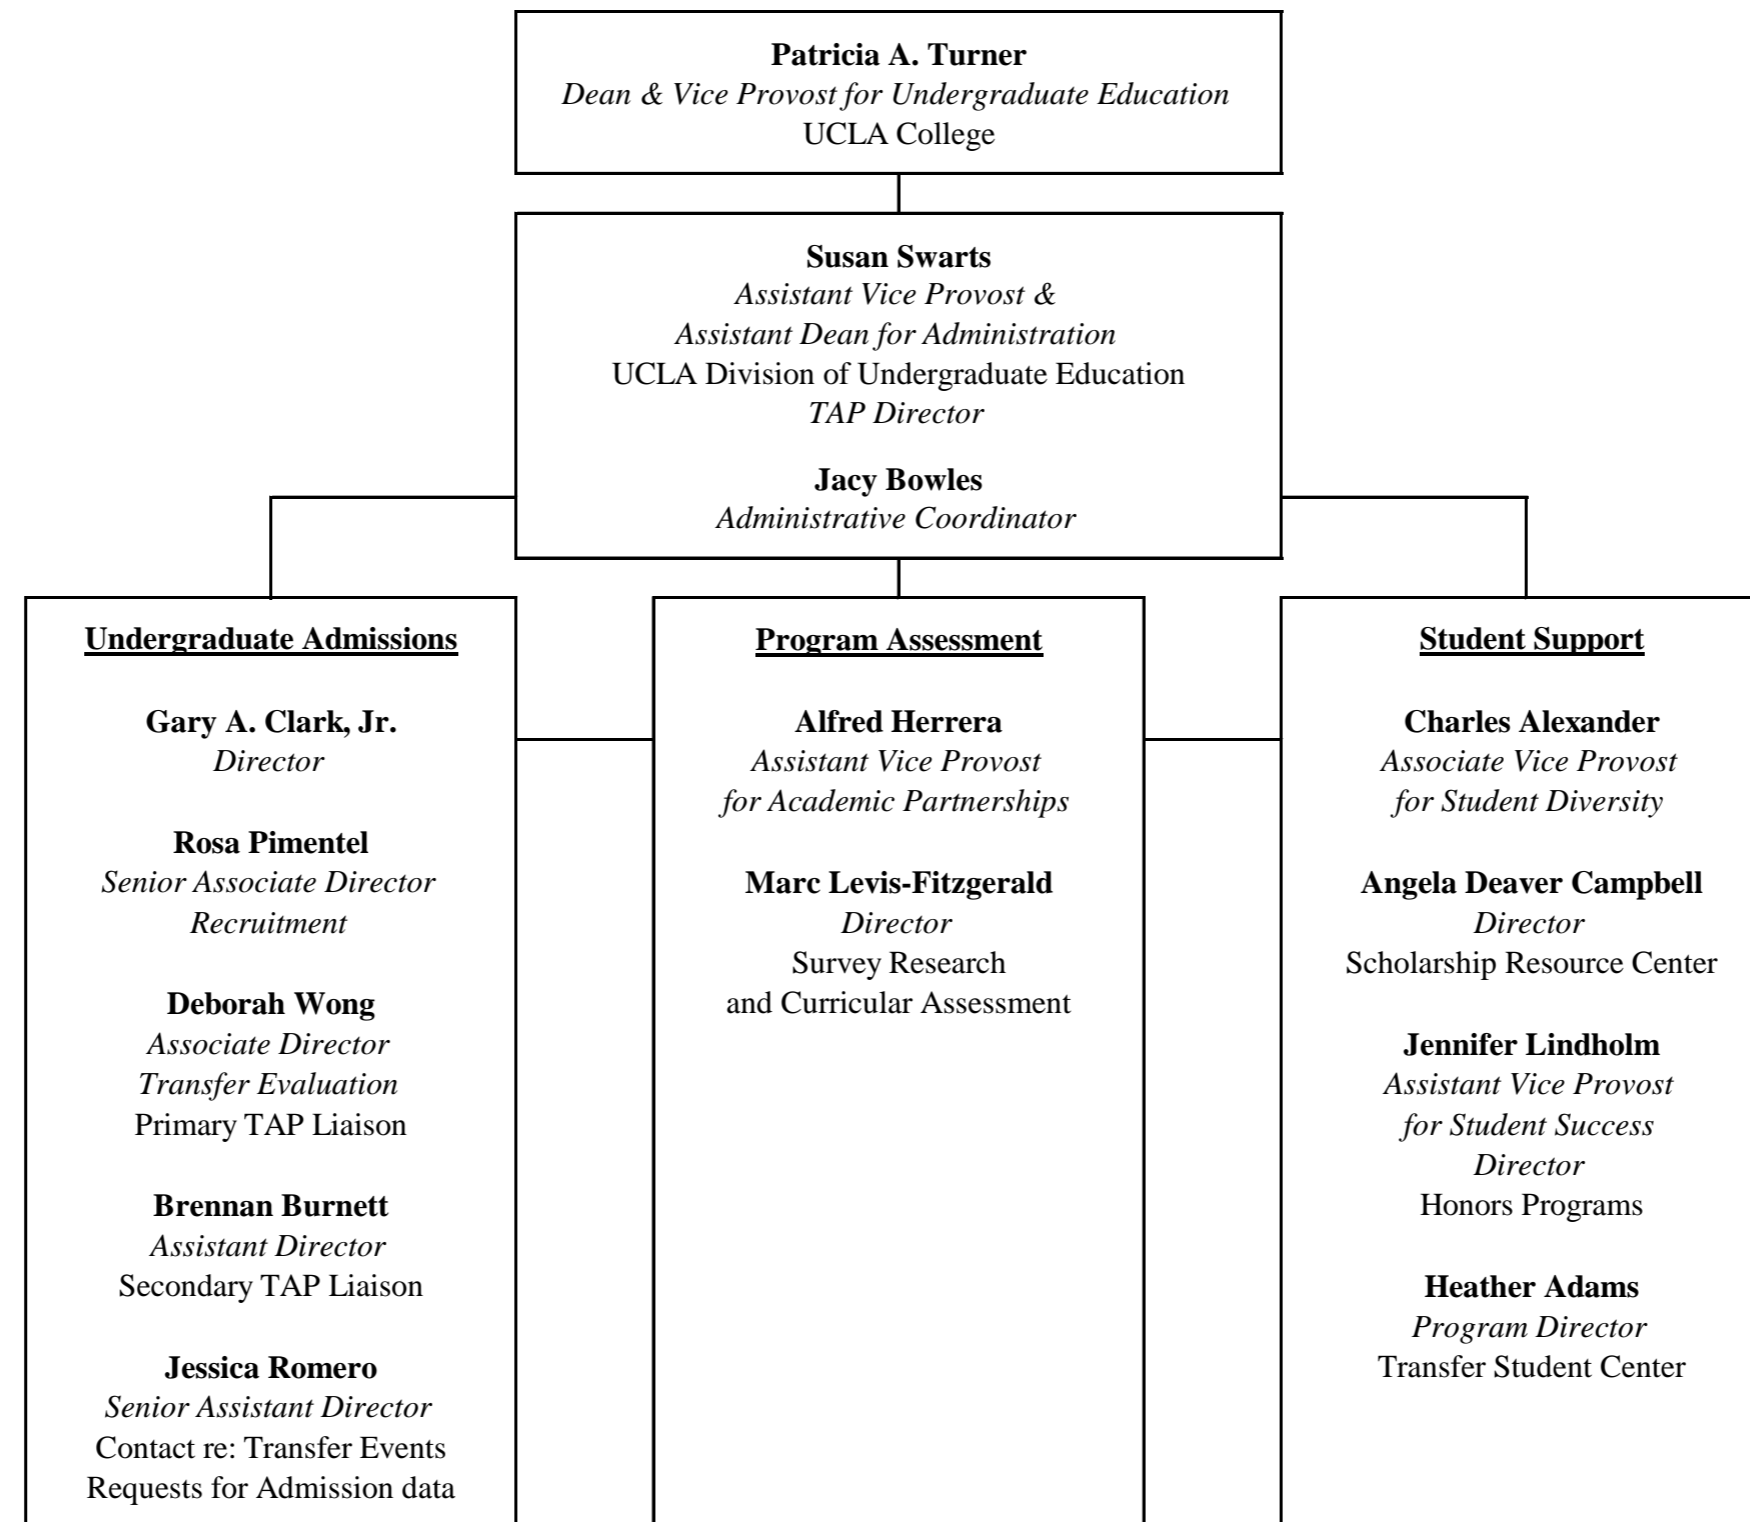 Patricia A. Turner
Dean & Vice Provost for Undergraduate Education
UCLA College
Susan Swarts
Assistant Vice Provost &
Assistant Dean for Administration
UCLA Division of Undergraduate Education
TAP Director
Jacy Bowles
Administrative Coordinator
Undergraduate Admissions
Gary A. Clark, Jr.
Director
Rosa Pimentel
Senior Associate Director
Recruitment
Deborah Wong
Associate Director
Transfer Evaluation
Primary TAP Liaison
Brennan Burnett
Assistant Director
Secondary TAP Liaison
Jessica Romero
Senior Assistant Director
Contact re: Transfer Events
Requests for Admission data
Program Assessment
Alfred Herrera
Assistant Vice Provost
for Academic Partnerships
Marc Levis-Fitzgerald
Director
Survey Research
and Curricular Assessment
Student Support
Charles Alexander
Associate Vice Provost
for Student Diversity
Angela Deaver Campbell
Director
Scholarship Resource Center
Jennifer Lindholm
Assistant Vice Provost
for Student Success
Director
Honors Programs
Heather Adams
Program Director
Transfer Student Center